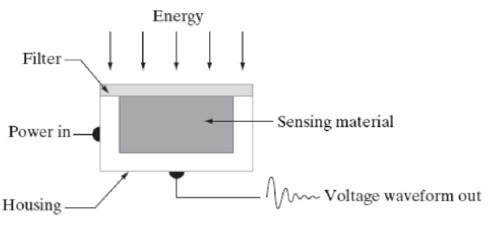 Energy
Filter
Power in
Sensing material
Housing
Voltage waveform out